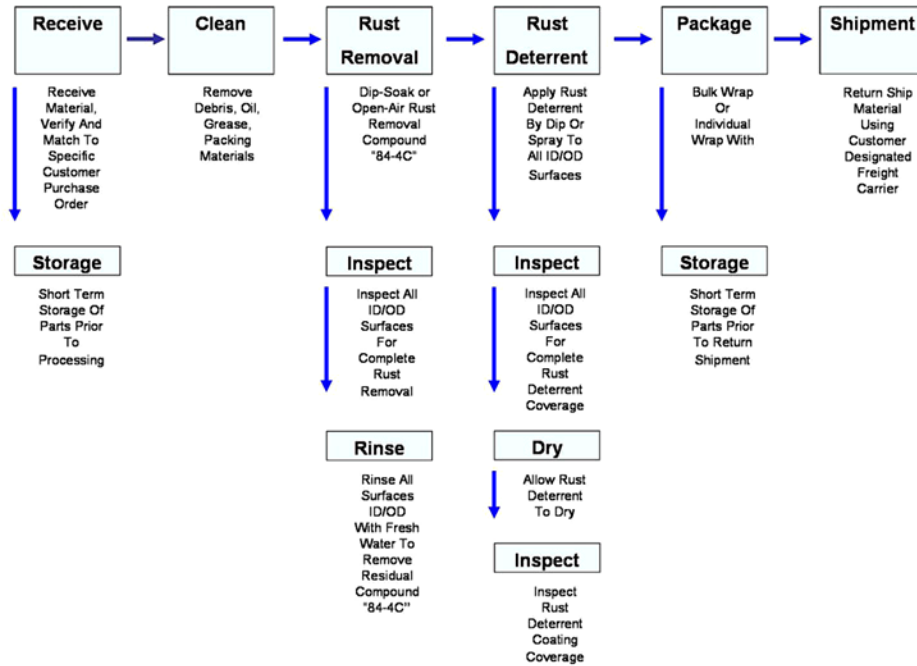 Receive
Clean
Rust
Removal
Rust
Deterrent
Package
Shipment
Receive
Material,
Verify And
Match To
Specific
Customer
Purchase
Order
Remove
Debris, Oil,
Grease,
Packing
Materials
Dip-Soak or
Open-Air Rust
Removal
Compound
"84-4C"
Apply Rust
Deterrent
By Dip Or
Spray To
All ID/OD
Surfaces
Bulk Wrap
Or
Individual
Wrap With
Return Ship
Material
Using
Customer
Designated
Freight
Carrier
Storage
Short Term
Storage Of
Parts Prior
To
Processing
Inspect
Inspect All
ID/OD
Surfaces
For
Complete
Rust
Removal
Inspect
Inspect All
ID/OD
Surfaces
For
Complete
Rust
Deterrent
Coverage
Storage
Short Term
Storage Of
Parts Prior
To Return
Shipment
Rinse
Rinse All
Surfaces
ID/OD
With Fresh
Water To
Remove
Residual
Compound
"84-4C"
Dry
Allow Rust
Deterrent
To Dry
Inspect
Inspect
Rust
Deterrent
Coating
Coverage